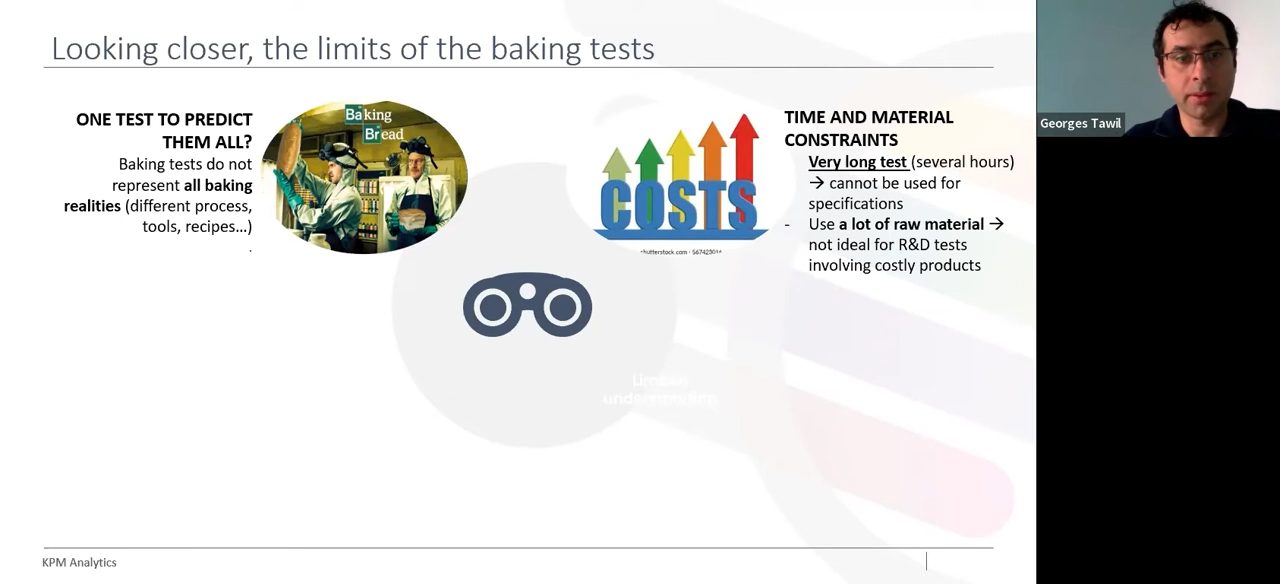 Looking closer, the limits of the baking tests
ONE TEST TO PREDICT
THEM ALL?
Baking tests do not
represent all baking
realities (different process,
tools, recipes...)
.
Baking
Bread
COSTS
TIME AND MATERIAL
CONSTRAINTS
Very long test (several hours)
→ cannot be used for
specifications
- Use a lot of raw material →
not ideal for R&D tests
involving costly products
Limited
understanding
KPM Analytics
Georges Tawil